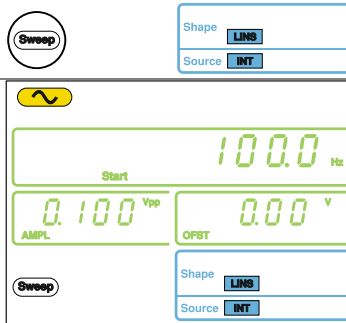 Sweep
Shape LINS
Source INT
100.0 Hz
Start
0.100 Vpp
AMPL
0.00 V
OFST
Sweep
Shape LINS
Source INT